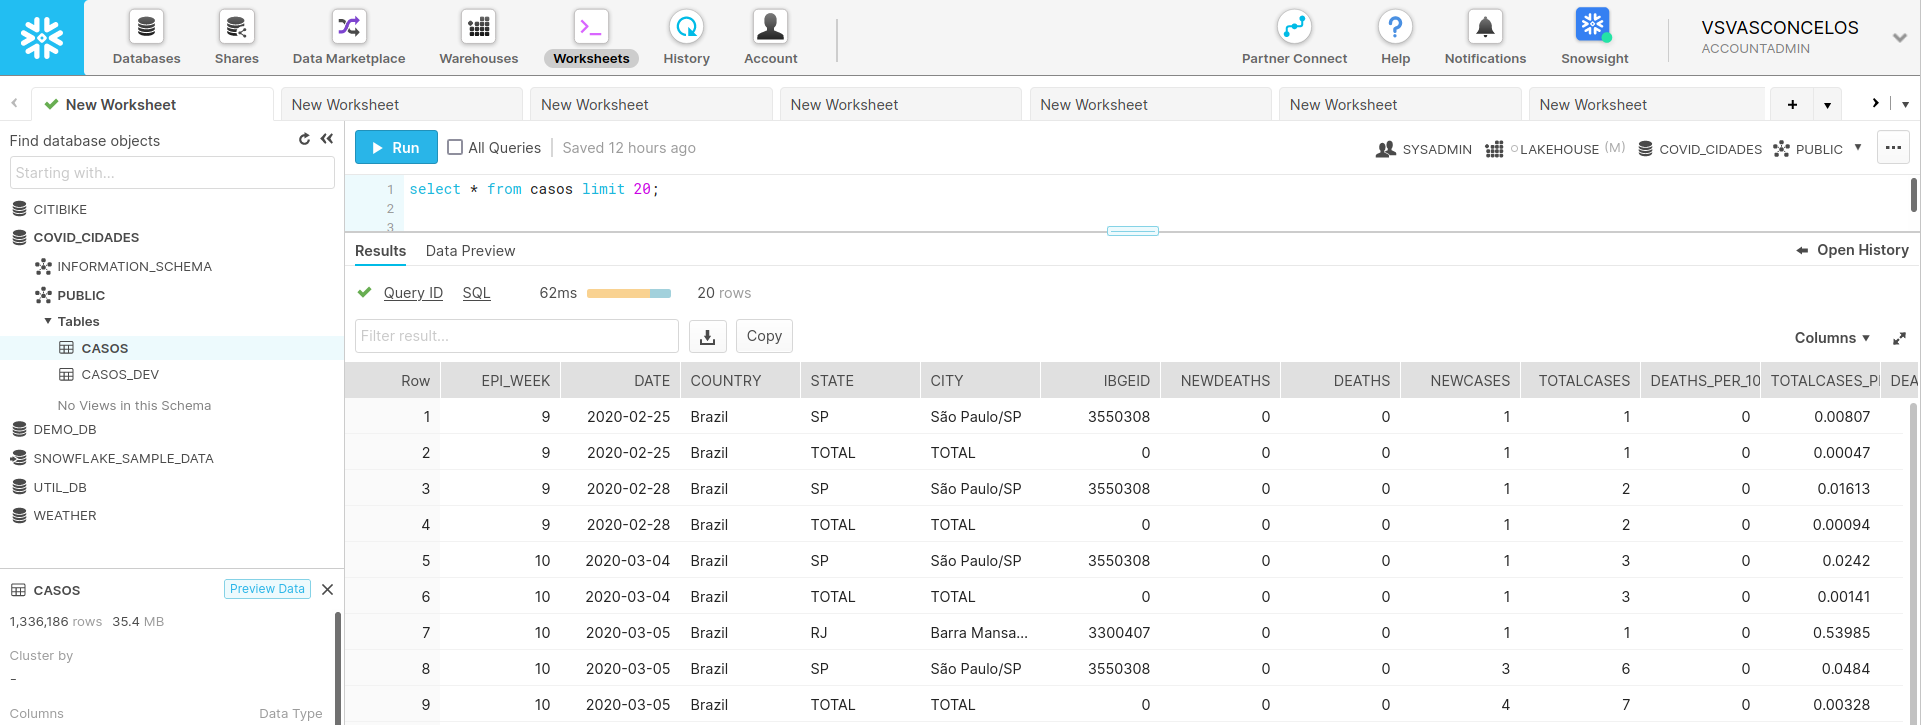 Databases Shares Data Marketplace Warehouses Worksheets History Account Partner Connect Help Notifications Snowsight
VSVASCONCELOS
ACCOUNTADMIN
New Worksheet New Worksheet New Worksheet New Worksheet New Worksheet New Worksheet New Worksheet
Find database objects
Starting with...
CITIBIKE
COVID_CIDADES
INFORMATION_SCHEMA
PUBLIC
Tables
CASOS
CASOS_DEV
No Views in this Schema
DEMO_DB
SNOWFLAKE_SAMPLE_DATA
UTIL_DB
WEATHER
CASOS Preview Data
1,336,186 rows 35.4 MB
Cluster by
-
Columns Data Type
Run All Queries Saved 12 hours ago SYSADMIN LAKEHOUSE (M) COVID_CIDADES PUBLIC
1 select * from casos limit 20;
2
3
Results Data Preview Open History
Query ID SQL 62ms 20 rows
Filter result... Copy Columns
Row EPI_WEEK DATE COUNTRY STATE CITY IBGEID NEWDEATHS DEATHS NEWCASES TOTALCASES DEATHS_PER_10 TOTALCASES_P DEA
1 9 2020-02-25 Brazil SP São Paulo/SP 3550308 0 0 1 1 0 0.00807
2 9 2020-02-25 Brazil TOTAL TOTAL 0 0 0 1 1 0 0.00047
3 9 2020-02-28 Brazil SP São Paulo/SP 3550308 0 0 1 2 0 0.01613
4 9 2020-02-28 Brazil TOTAL TOTAL 0 0 0 1 2 0 0.00094
5 10 2020-03-04 Brazil SP São Paulo/SP 3550308 0 0 1 3 0 0.0242
6 10 2020-03-04 Brazil TOTAL TOTAL 0 0 0 1 3 0 0.00141
7 10 2020-03-05 Brazil RJ Barra Mansa... 3300407 0 0 1 1 0 0.53985
8 10 2020-03-05 Brazil SP São Paulo/SP 3550308 0 0 3 6 0 0.0484
9 10 2020-03-05 Brazil TOTAL TOTAL 0 0 0 4 7 0 0.00328